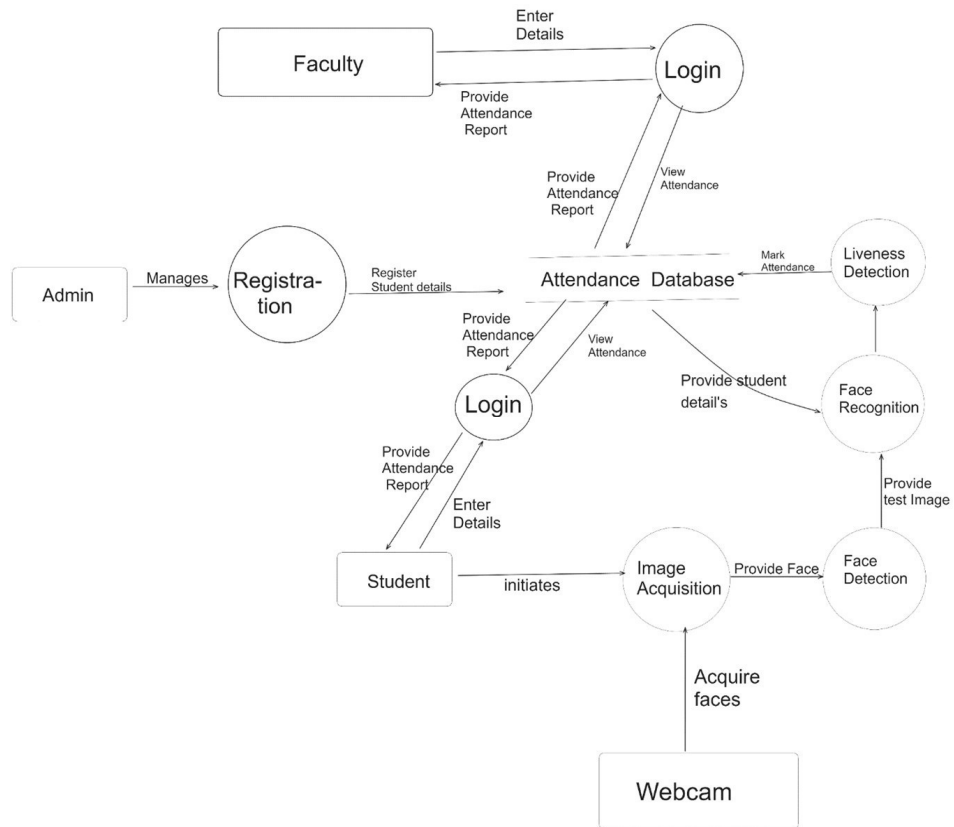 Enter
Details
Faculty
Login
Provide
Attendance
Report
Provide
Attendance
Report
View
Attendance
Admin
Manages
Registra-
tion
Register
Student details
Attendance Database
Mark
Attendance
Liveness
Detection
Provide
Attendance
Report
View
Attendance
Provide student
detail's
Face
Recognition
Login
Provide
Attendance
Report
Enter
Details
Provide
test Image
Student
initiates
Image
Acquisition
Provide Face
Face
Detection
Acquire
faces
Webcam